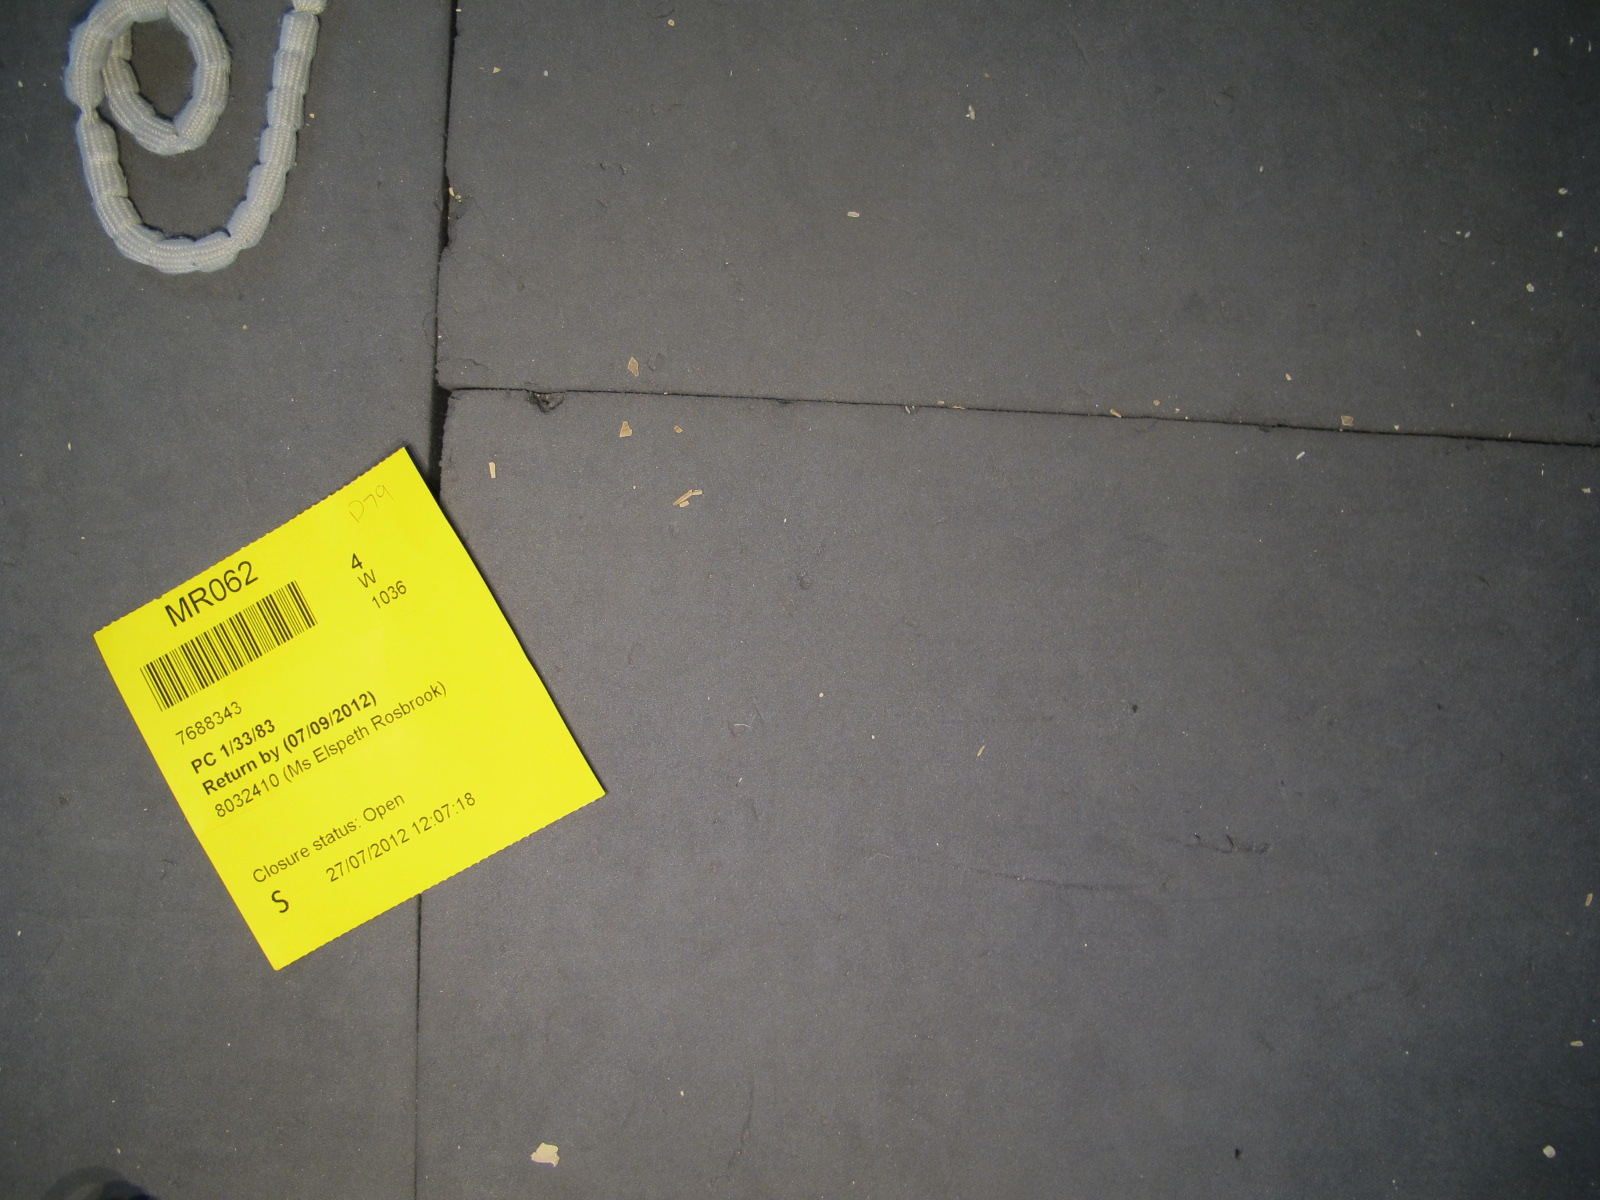 D79
MR062
4
W
1036
7688343
PC 1/33/83
Return by (07/09/2012)
8032410 (Ms Elspeth Rosbrook)
Closure status: Open
S 27/07/2012 12:07:18